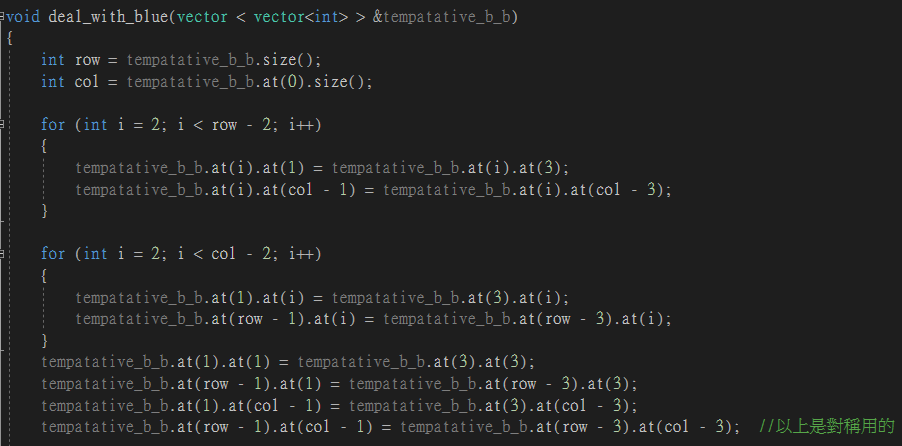 void deal_with_blue(vector < vector<int> > &tempatative_b_b)
{
    int row = tempatative_b_b.size();
    int col = tempatative_b_b.at(0).size();
    for (int i = 2; i < row - 2; i++)
    {
        tempatative_b_b.at(i).at(1) = tempatative_b_b.at(i).at(3);
        tempatative_b_b.at(i).at(col - 1) = tempatative_b_b.at(i).at(col - 3);
    }
    for (int i = 2; i < col - 2; i++)
    {
        tempatative_b_b.at(1).at(i) = tempatative_b_b.at(3).at(i);
        tempatative_b_b.at(row - 1).at(i) = tempatative_b_b.at(row - 3).at(i);
    }
    tempatative_b_b.at(1).at(1) = tempatative_b_b.at(3).at(3);
    tempatative_b_b.at(row - 1).at(1) = tempatative_b_b.at(row - 3).at(3);
    tempatative_b_b.at(1).at(col - 1) = tempatative_b_b.at(3).at(col - 3);
    tempatative_b_b.at(row - 1).at(col - 1) = tempatative_b_b.at(row - 3).at(col - 3);  //以上是對稱用的